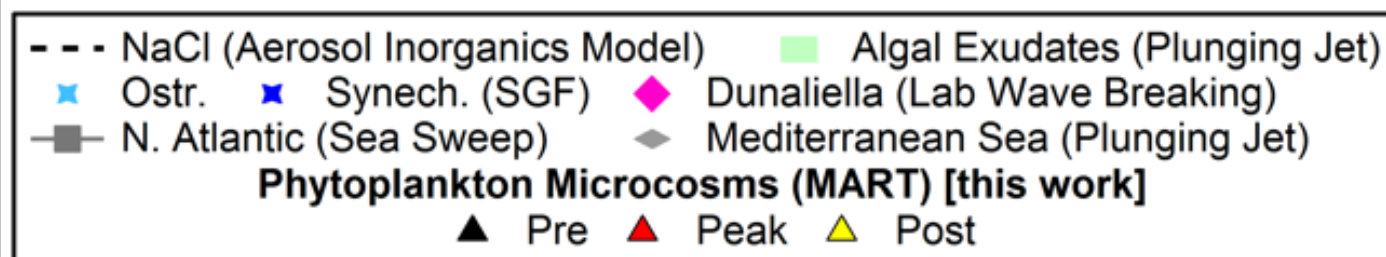 NaCl (Aerosol Inorganics Model) Algal Exudates (Plunging Jet)
Ostr. Synech. (SGF) Dunaliella (Lab Wave Breaking)
N. Atlantic (Sea Sweep) Mediterranean Sea (Plunging Jet)
Phytoplankton Microcosms (MART) [this work]
Pre Peak Post